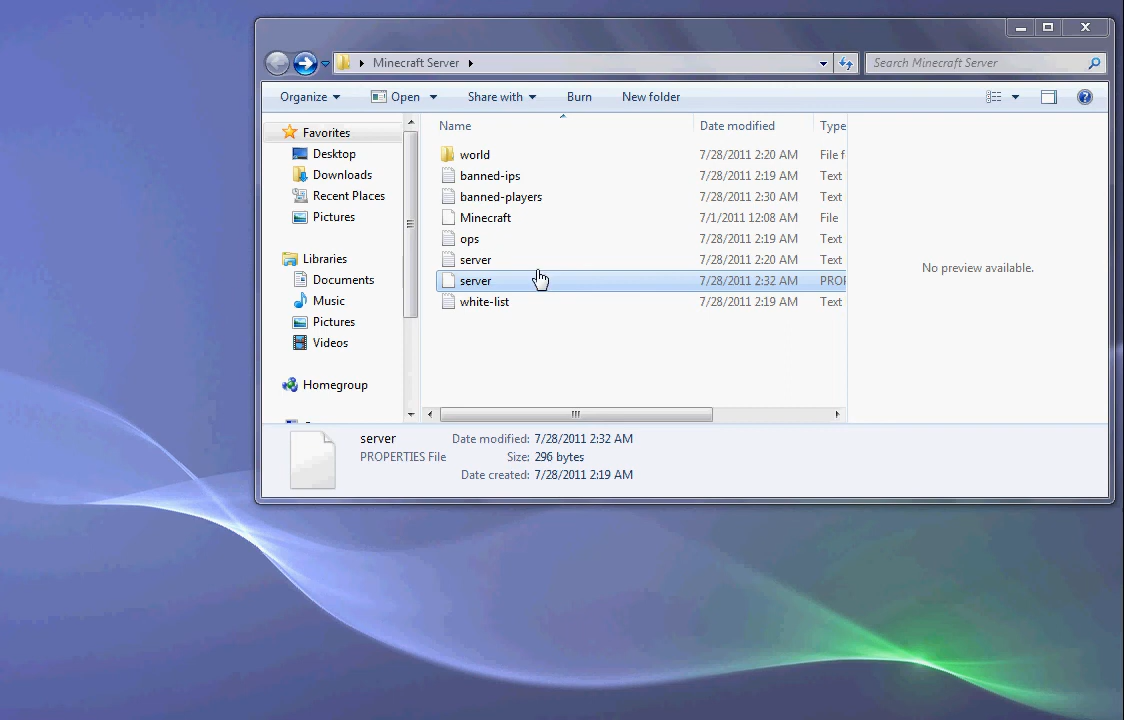 Minecraft Server
Search Minecraft Server
Organize Open Share with Burn New folder
Favorites
Desktop
Downloads
Recent Places
Pictures
Libraries
Documents
Music
Pictures
Videos
Homegroup
Name Date modified Type
world 7/28/2011 2:20 AM File f
banned-ips 7/28/2011 2:19 AM Text
banned-players 7/28/2011 2:30 AM Text
Minecraft 7/1/2011 12:08 AM File
ops 7/28/2011 2:19 AM Text
server 7/28/2011 2:20 AM Text
server 7/28/2011 2:32 AM PROP
white-list 7/28/2011 2:19 AM Text
No preview available.
server Date modified: 7/28/2011 2:32 AM
PROPERTIES File Size: 296 bytes
Date created: 7/28/2011 2:19 AM